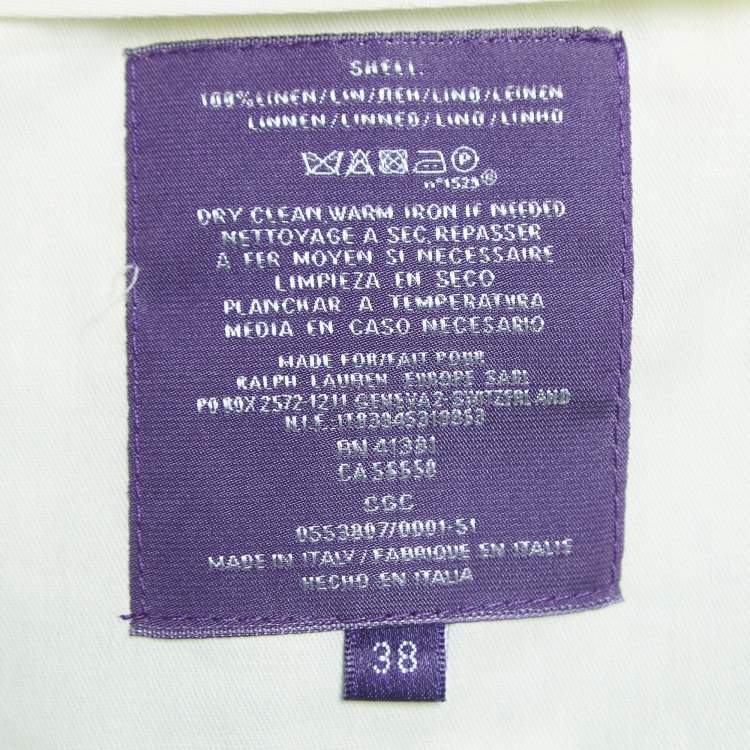 SHELL:
100% LINEN/LIN/ЛЕН/LINO/LEINEN
LINNEN/LINNED/LINO/LINHO
P
n°1523®
DRY CLEAN, WARM IRON IF NEEDED
NETTOYAGE A SEC, REPASSER
A FER MOYEN SI NECESSAIRE
LIMPIEZA EN SECO
PLANCHAR A TEMPERATURA
MEDIA EN CASO NECESARIO
MADE FOR/FAIT POUR
RALPH LAUREN EUROPE SARL
PO BOX 2572-1211 GENEVA 2-SWITZERLAND
N.I.F.
RN 41381
CA 55558
CGC
0553807/0001-51
MADE IN ITALY/FABRIQUE EN ITALIE
HECHO EN ITALIA
38